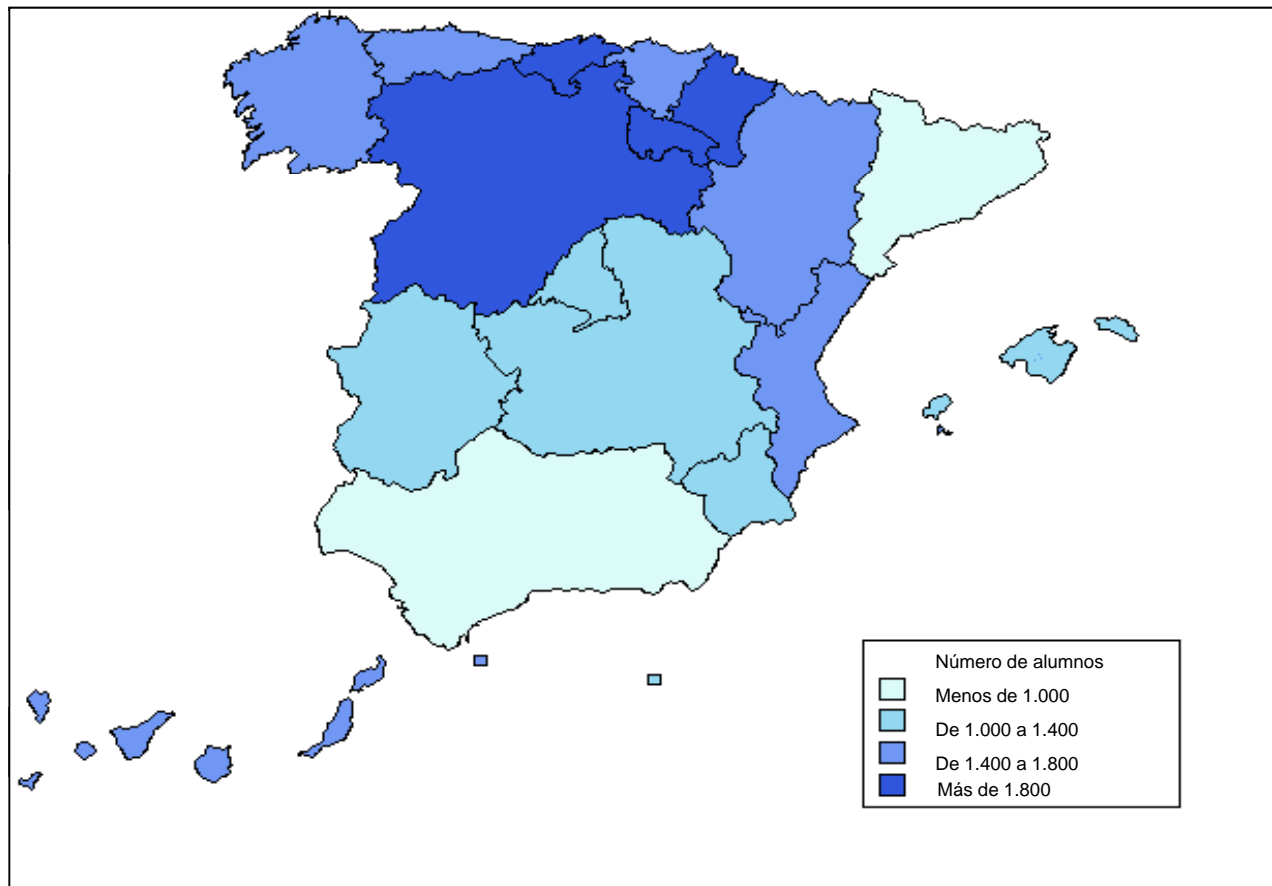 Número de alumnos
Menos de 1.000
De 1.000 a 1.400
De 1.400 a 1.800
Más de 1.800